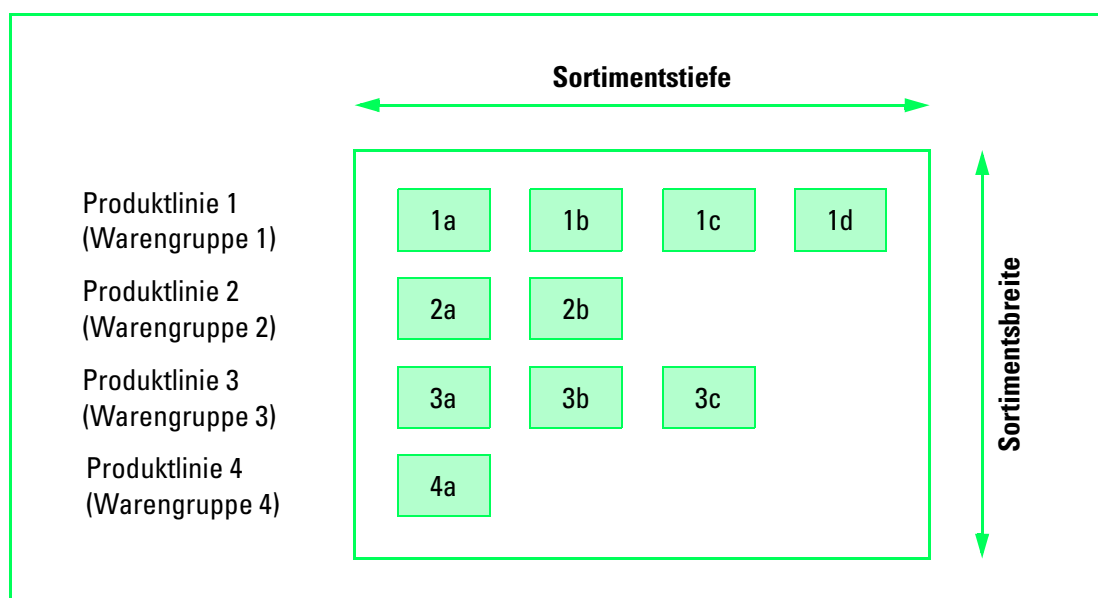 Sortimentstiefe
Produktlinie 1
(Warengruppe 1)
1a 1b 1c 1d
Produktlinie 2
(Warengruppe 2)
2a 2b
Produktlinie 3
(Warengruppe 3)
3a 3b 3c
Produktlinie 4
(Warengruppe 4)
4a
Sortimentsbreite